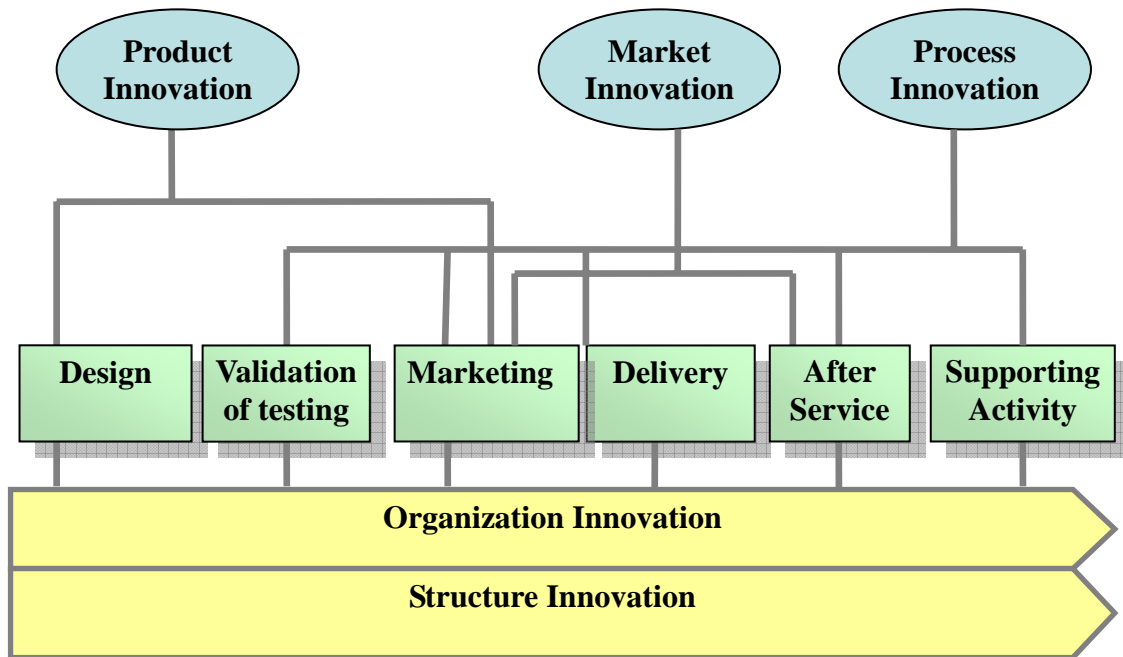 Product
Innovation
Market
Innovation
Process
Innovation
Design
Validation
of testing
Marketing
Delivery
After
Service
Supporting
Activity
Organization Innovation
Structure Innovation